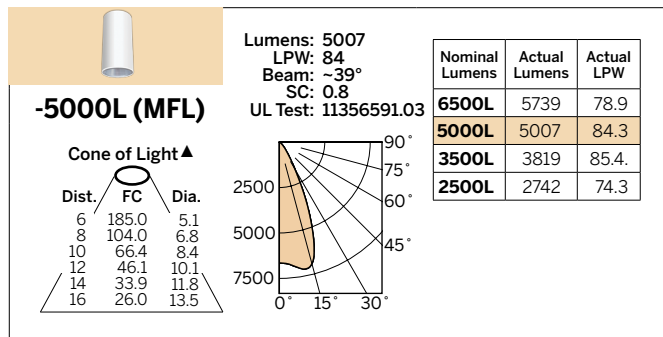 -5000L (MFL)
Cone of Light▲
Dist. FC Dia.
6 185.0 5.1
8 104.0 6.8
10 66.4 8.4
12 46.1 10.1
14 33.9 11.8
16 26.0 13.5
Lumens: 5007
LPW: 84
Beam: ~39°
SC: 0.8
UL Test: 11356591.03
90°
75°
60°
45°
2500
5000
7500
0° 15° 30°
Nominal Lumens Actual Lumens Actual LPW
6500L 5739 78.9
5000L 5007 84.3
3500L 3819 85.4.
2500L 2742 74.3